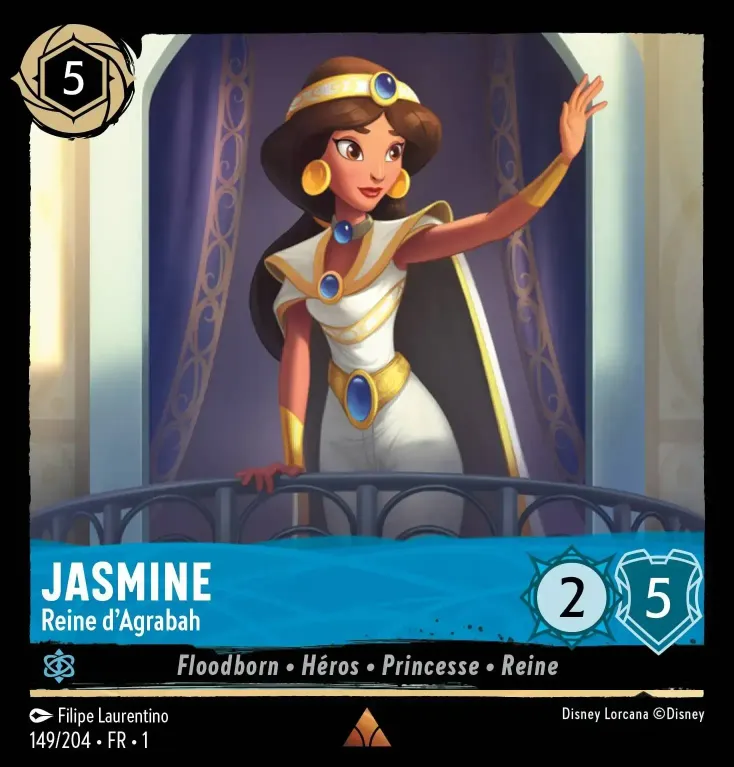 5
JASMINE
Reine d'Agrabah
2
5
Floodborn • Héros • Princesse • Reine
Filipe Laurentino
Disney Lorcana ©Disney
149/204 • FR • 1